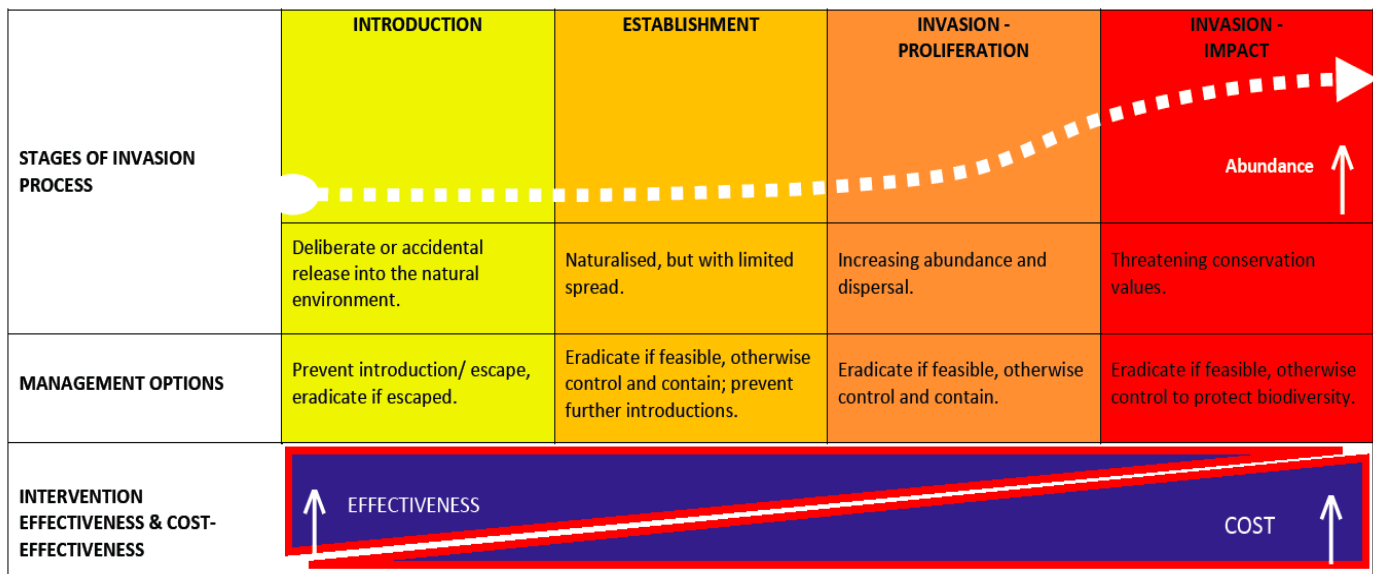 INTRODUCTION
ESTABLISHMENT
INVASION -
PROLIFERATION
INVASION -
IMPACT
STAGES OF INVASION
PROCESS
Abundance
Deliberate or accidental
release into the natural
environment.
Naturalised, but with limited
spread.
Increasing abundance and
dispersal.
Threatening conservation
values.
MANAGEMENT OPTIONS
Prevent introduction/ escape,
eradicate if escaped.
Eradicate if feasible, otherwise
control and contain; prevent
further introductions.
Eradicate if feasible, otherwise
control and contain.
Eradicate if feasible, otherwise
control to protect biodiversity.
INTERVENTION
EFFECTIVENESS & COST-
EFFECTIVENESS
EFFECTIVENESS
COST